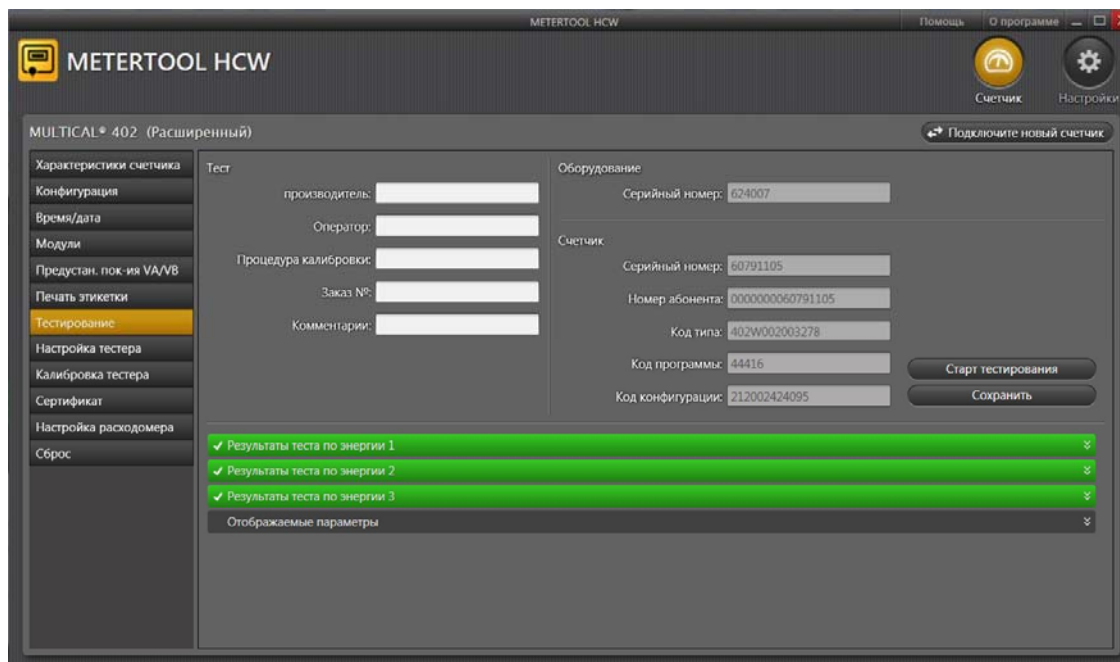 METERTOOL HCW
Помощь
О программе
METERTOOL HCW
Счетчик
Настройки
MULTICAL® 402 (Расширенный)
Подключите новый счетчик
Характеристики счетчика
Конфигурация
Время/дата
Модули
Предустан. пок-ия VA/VB
Печать этикетки
Тестирование
Настройка тестера
Калибровка тестера
Сертификат
Настройка расходомера
Сброс
Тест
производитель:
Оператор:
Процедура калибровки:
Заказ №:
Комментарии:
Оборудование
Серийный номер: 624007
Счетчик
Серийный номер: 60791105
Номер абонента: 0000000060791105
Код типа: 402W002003278
Код программы: 44416
Код конфигурации: 212002424095
Старт тестирования
Сохранить
Результаты теста по энергии 1
Результаты теста по энергии 2
Результаты теста по энергии 3
Отображаемые параметры